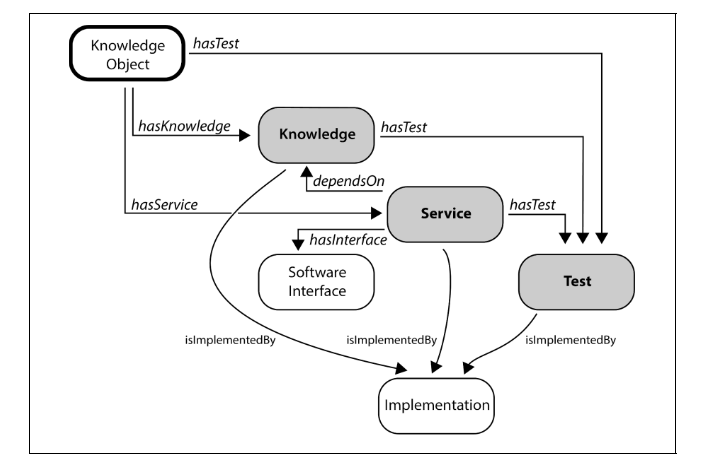 Knowledge
Object
hasTest
hasKnowledge
Knowledge
hasTest
dependsOn
hasService
Service
hasTest
hasInterface
Software
Interface
Test
isImplementedBy
isImplementedBy
isImplementedBy
Implementation